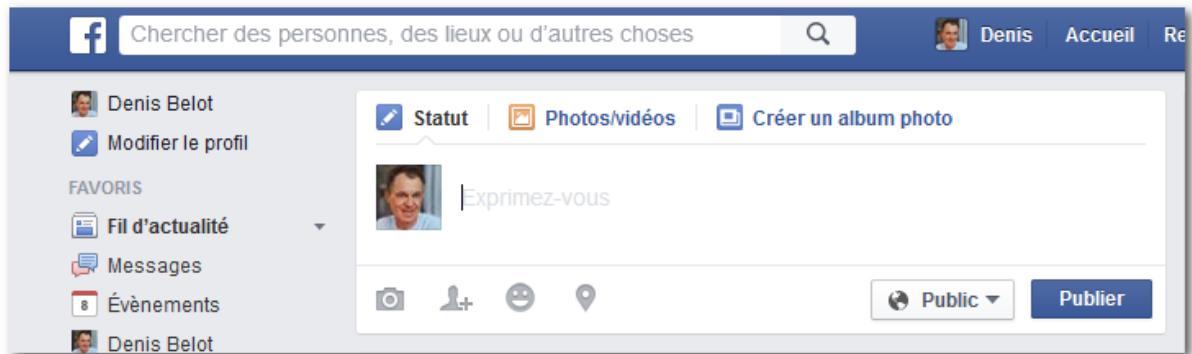 f Chercher des personnes, des lieux ou d'autres choses Denis Accueil Re
Denis Belot
Modifier le profil
FAVORIS
Fil d'actualité
Messages
8 Évènements
Denis Belot
Statut Photos/vidéos Créer un album photo
Exprimez-vous
Public Publier